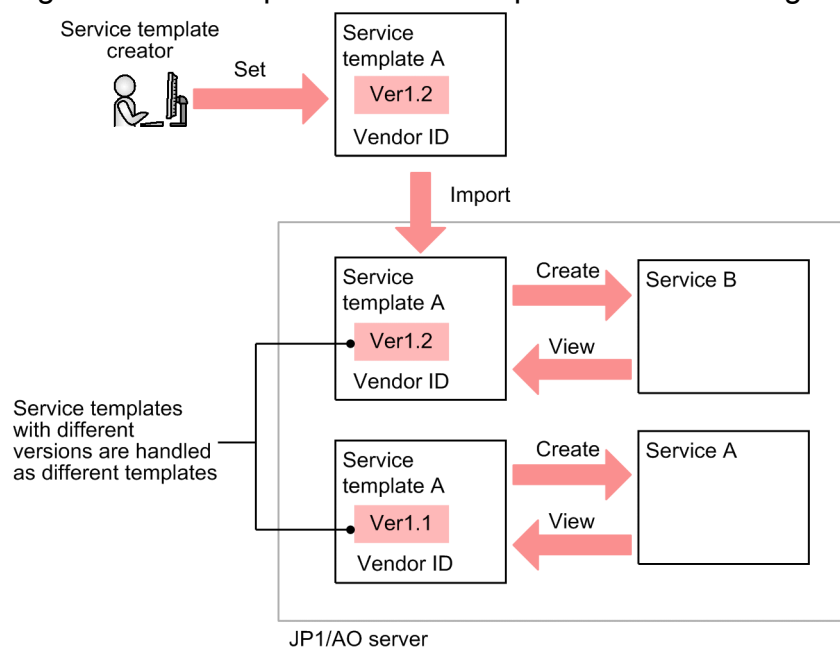 Service template
creator
Set
Service
template A
Ver1.2
Vendor ID
Import
Service
template A
Ver1.2
Vendor ID
Create
View
Service B
Service templates
with different
versions are handled
as different templates
Service
template A
Ver1.1
Vendor ID
Create
View
Service A
JP1/AO server